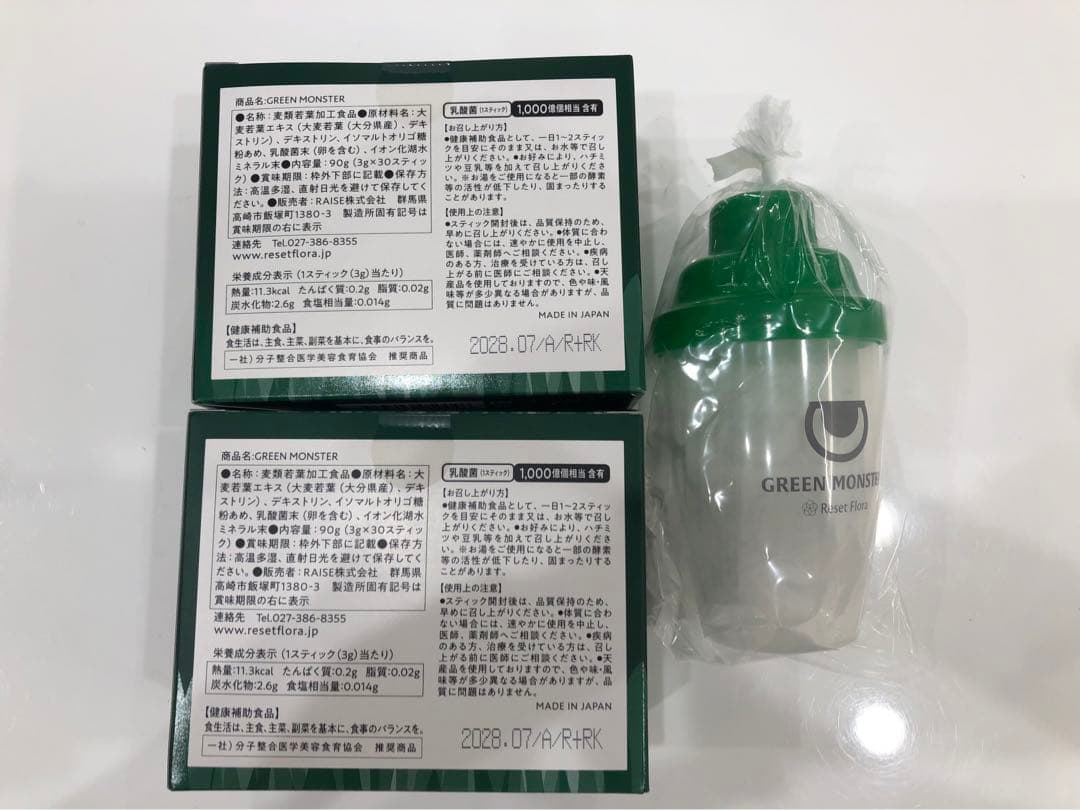 商品名:GREEN MONSTER
●名称:麦類若葉加工食品●原材料名:大
麦若葉エキス(大麦若葉(大分県産)、デキ
ストリン)、デキストリン、イソマルトオリゴ糖
粉あめ、乳酸菌末(卵を含む)、イオン化湖水
ミネラル末●内容量:90g(3g×30スティッ
ク)●賞味期限:枠外下部に記載●保存方
法:高温多湿、直射日光を避けて保存してく
ださい。●販売者:RAISE株式会社 群馬県
高崎市飯塚町1380-3 製造所固有記号は
賞味期限の右に表示
連絡先 Tel.027-386-8355
www.resetflora.jp
栄養成分表示(1スティック(3g)当たり)
熱量:11.3kcal たんぱく質:0.2g 脂質:0.02g
炭水化物:2.6g 食塩相当量:0.014g
【健康補助食品】
食生活は、主食、主菜、副菜を基本に、食事のバランスを。
一社)分子整合医学美容食育協会 推奨商品
乳酸菌(1スティック) 1,000億個相当 含有
【お召し上がり方】
●健康補助食品として、一日1~2スティッ
クを目安にそのまま又は、お水等で召し
上がりください。●お好みにより、ハチミ
ツや豆乳等を加えて召し上がりくださ
い。※お湯をご使用になると一部の酵素
等の活性が低下したり、固まったりする
ことがあります。
【使用上の注意】
●スティック開封後は、品質保持のため、
早めに召し上がりください。●体質に合わ
ない場合には、速やかに使用を中止し、
医師、薬剤師へご相談ください。●疾病
のある方、治療を受けている方は、召し
上がる前に医師にご相談ください。●天
産品を使用しておりますので、色や味・風
味等が多少異なる場合がありますが、品
質に問題はありません。
MADE IN JAPAN
2028.07/A/R+RK
商品名:GREEN MONSTER
●名称:麦類若葉加工食品●原材料名:大
麦若葉エキス(大麦若葉(大分県産)、デキ
ストリン)、デキストリン、イソマルトオリゴ糖
粉あめ、乳酸菌末(卵を含む)、イオン化湖水
ミネラル末●内容量:90g(3g×30スティッ
ク)●賞味期限:枠外下部に記載●保存方
法:高温多湿、直射日光を避けて保存してく
ださい。●販売者:RAISE株式会社 群馬県
高崎市飯塚町1380-3 製造所固有記号は
賞味期限の右に表示
連絡先 Tel.027-386-8355
www.resetflora.jp
栄養成分表示(1スティック(3g)当たり)
熱量:11.3kcal たんぱく質:0.2g 脂質:0.02g
炭水化物:2.6g 食塩相当量:0.014g
【健康補助食品】
食生活は、主食、主菜、副菜を基本に、食事のバランスを。
一社)分子整合医学美容食育協会 推奨商品
乳酸菌(1スティック) 1,000億個相当 含有
【お召し上がり方】
●健康補助食品として、一日1~2スティッ
クを目安にそのまま又は、お水等で召し
上がりください。●お好みにより、ハチミ
ツや豆乳等を加えて召し上がりくださ
い。※お湯をご使用になると一部の酵素
等の活性が低下したり、固まったりする
ことがあります。
【使用上の注意】
●スティック開封後は、品質保持のため、
早めに召し上がりください。●体質に合わ
ない場合には、速やかに使用を中止し、
医師、薬剤師へご相談ください。●疾病
のある方、治療を受けている方は、召し
上がる前に医師にご相談ください。●天
産品を使用しておりますので、色や味・風
味等が多少異なる場合がありますが、品
質に問題はありません。
MADE IN JAPAN
2028.07/A/R+RK
GREEN MONSTE
Reset Flora